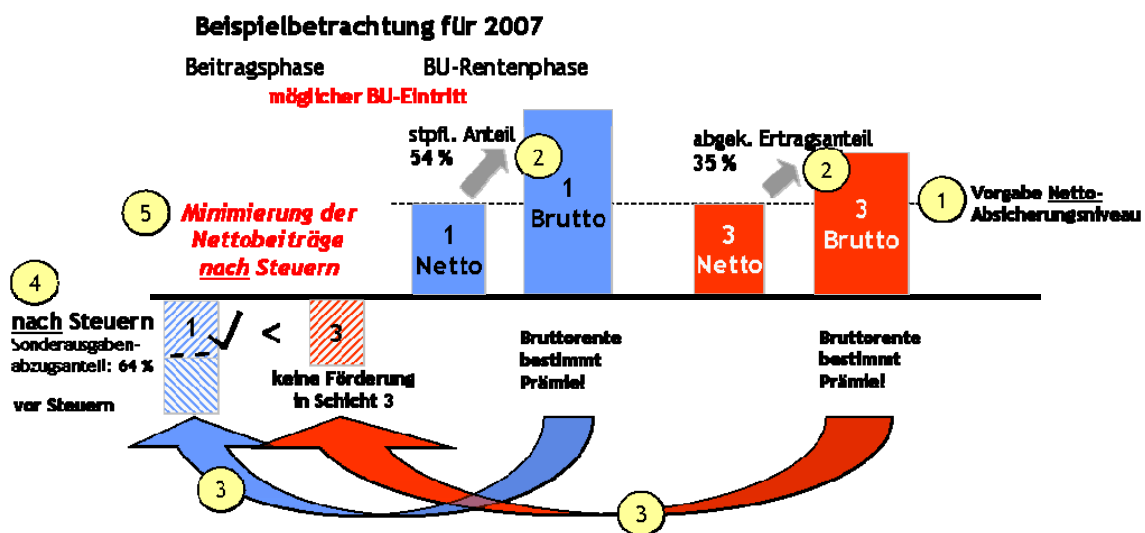 Beispielbetrachtung für 2007
Beitragsphase
BU-Rentenphase
möglicher BU-Eintritt
stpfl. Anteil
54 %
2
1
Brutto
abgek. Ertragsanteil
35 %
2
3
Brutto
1
Vorgabe Netto-
Absicherungsniveau
5
Minimierung der
Nettobeiträge
nach Steuern
1
Netto
3
Netto
4
nach Steuern
Sonderausgaben-
abzugsanteil: 64 %
vor Steuern
1
<
3
keine Förderung
in Schicht 3
Bruttorente
bestimmt
Prämie!
Bruttorente
bestimmt
Prämie!
3
3